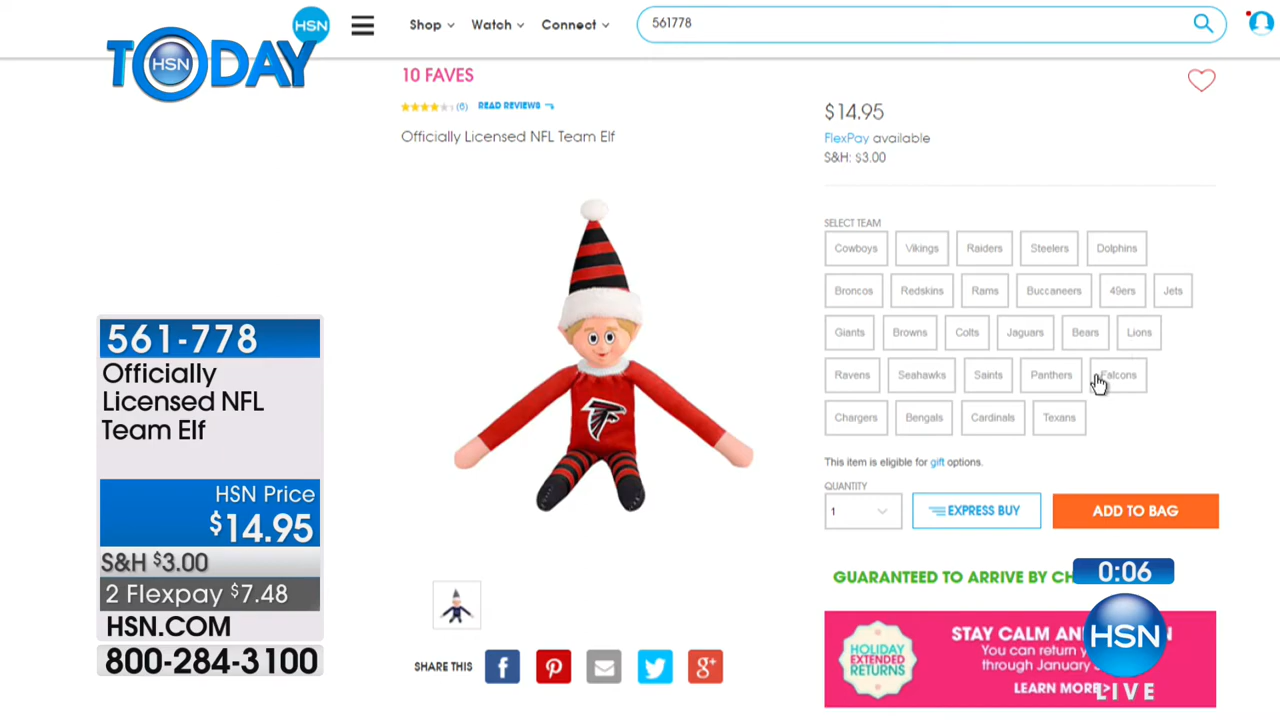 HSN
TODAY
HSN
Shop
Watch
Connect
561778
10 FAVES
(6)
READ REVIEWS
Officially Licensed NFL Team Elf
$14.95
FlexPay available
S&H: $3.00
SELECT TEAM
Cowboys
Vikings
Raiders
Steelers
Dolphins
Broncos
Redskins
Rams
Buccaneers
49ers
Jets
Giants
Browns
Colts
Jaguars
Bears
Lions
Ravens
Seahawks
Saints
Panthers
Falcons
Chargers
Bengals
Cardinals
Texans
This item is eligible for gift options.
QUANTITY
1
EXPRESS BUY
ADD TO BAG
GUARANTEED TO ARRIVE BY CH
0:06
STAY CALM AN
You can return y
through January
LEARN MORE >
HOLIDAY
EXTENDED
RETURNS
HSN
LIVE
SHARE THIS
561-778
Officially
Licensed NFL
Team Elf
HSN Price
$14.95
S&H $3.00
2 Flexpay $7.48
HSN.COM
800-284-3100